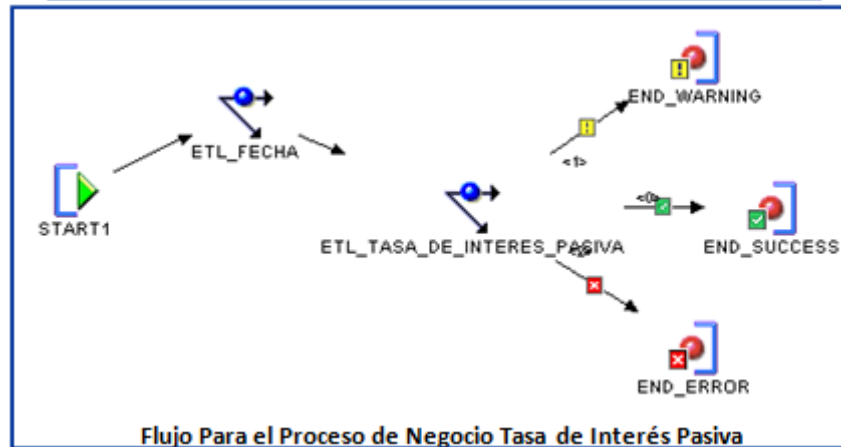 END_WARNING
ETL_FECHA
<1>
START1
<0>
ETL_TASA_DE_INTERES_PASIVA
END_SUCCESS
END_ERROR
Flujo Para el Proceso de Negocio Tasa de Interés Pasiva